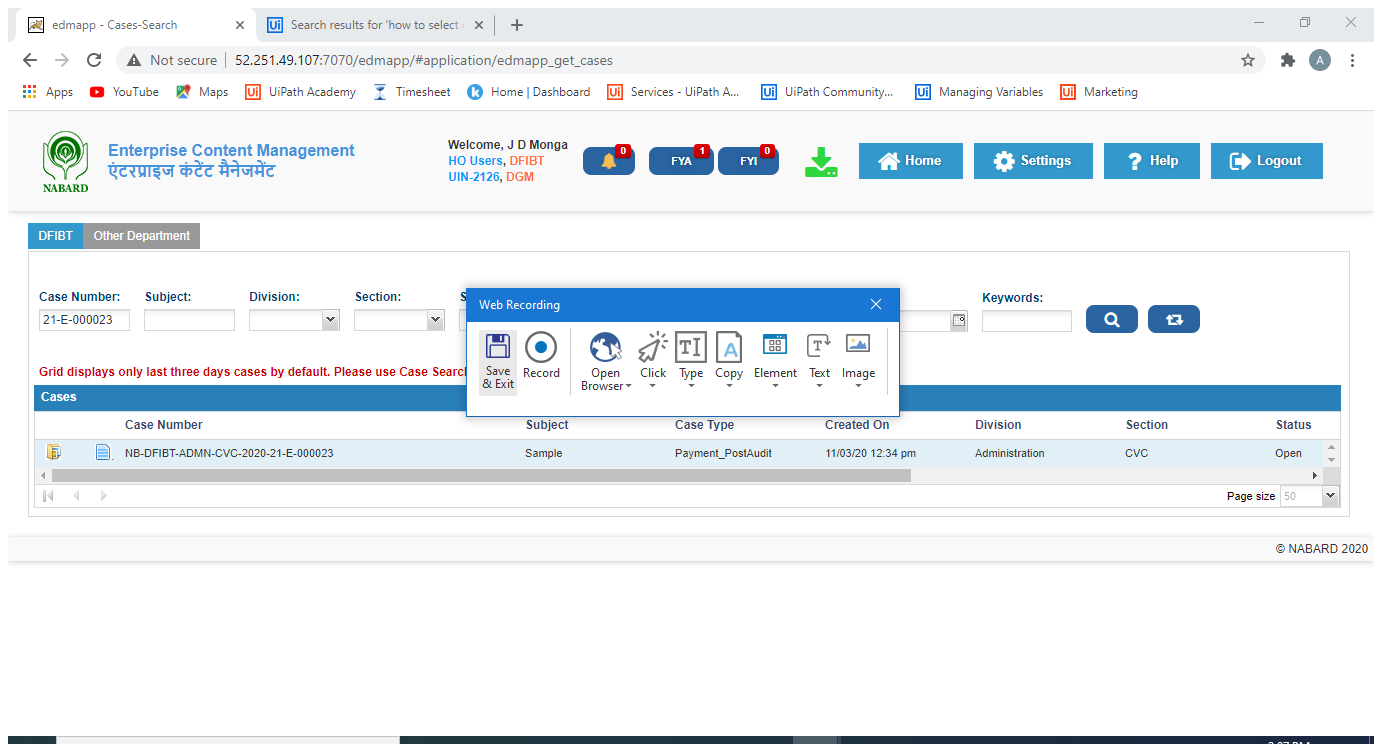 edmapp - Cases-Search
Search results for 'how to select
Not secure
52.251.49.107:7070/edmapp/#application/edmapp_get_cases
A
Apps
YouTube
Maps
UiPath Academy
Timesheet
Home | Dashboard
Services - UiPath A...
UiPath Community...
Managing Variables
Marketing
NABARD
Enterprise Content Management
एंटरप्राइज कंटेंट मैनेजमेंट
Welcome, J D Monga
HO Users, DFIBT
UIN-2126, DGM
0
FYA 1
FYI 0
Home
Settings
? Help
Logout
DFIBT
Other Department
Case Number:
Subject:
Division:
Section:
S
Keywords:
21-E-000023
Web Recording
Save & Exit
Record
Open Browser
Click
Type
Copy
Element
Text
Image
Grid displays only last three days cases by default. Please use Case Searc
Cases
Case Number Subject Case Type Created On Division Section Status
NB-DFIBT-ADMN-CVC-2020-21-E-000023 Sample Payment_PostAudit 11/03/20 12:34 pm Administration CVC Open
Page size 50
© NABARD 2020